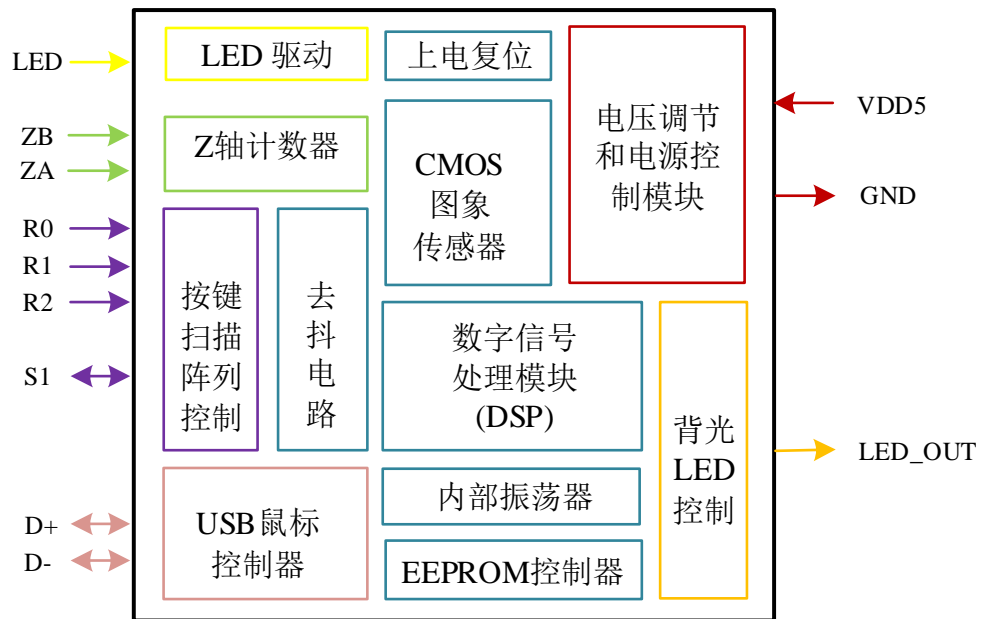 LED
ZB
ZA
R0
R1
R2
S1
D+
D-
LED 驱动
Z轴计数器
按键
扫描
阵列
控制
去
抖
电
路
USB鼠标
控制器
上电复位
CMOS
图象
传感器
数字信号
处理模块
(DSP)
内部振荡器
EEPROM控制器
电压调节
和电源控
制模块
背光
LED
控制
VDD5
GND
LED_OUT